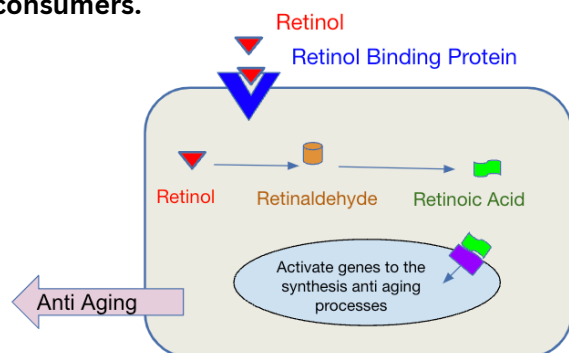 consumers.
Retinol
Retinol Binding Protein
Retinol
Retinaldehyde
Retinoic Acid
Activate genes to the
synthesis anti aging
processes
Anti Aging